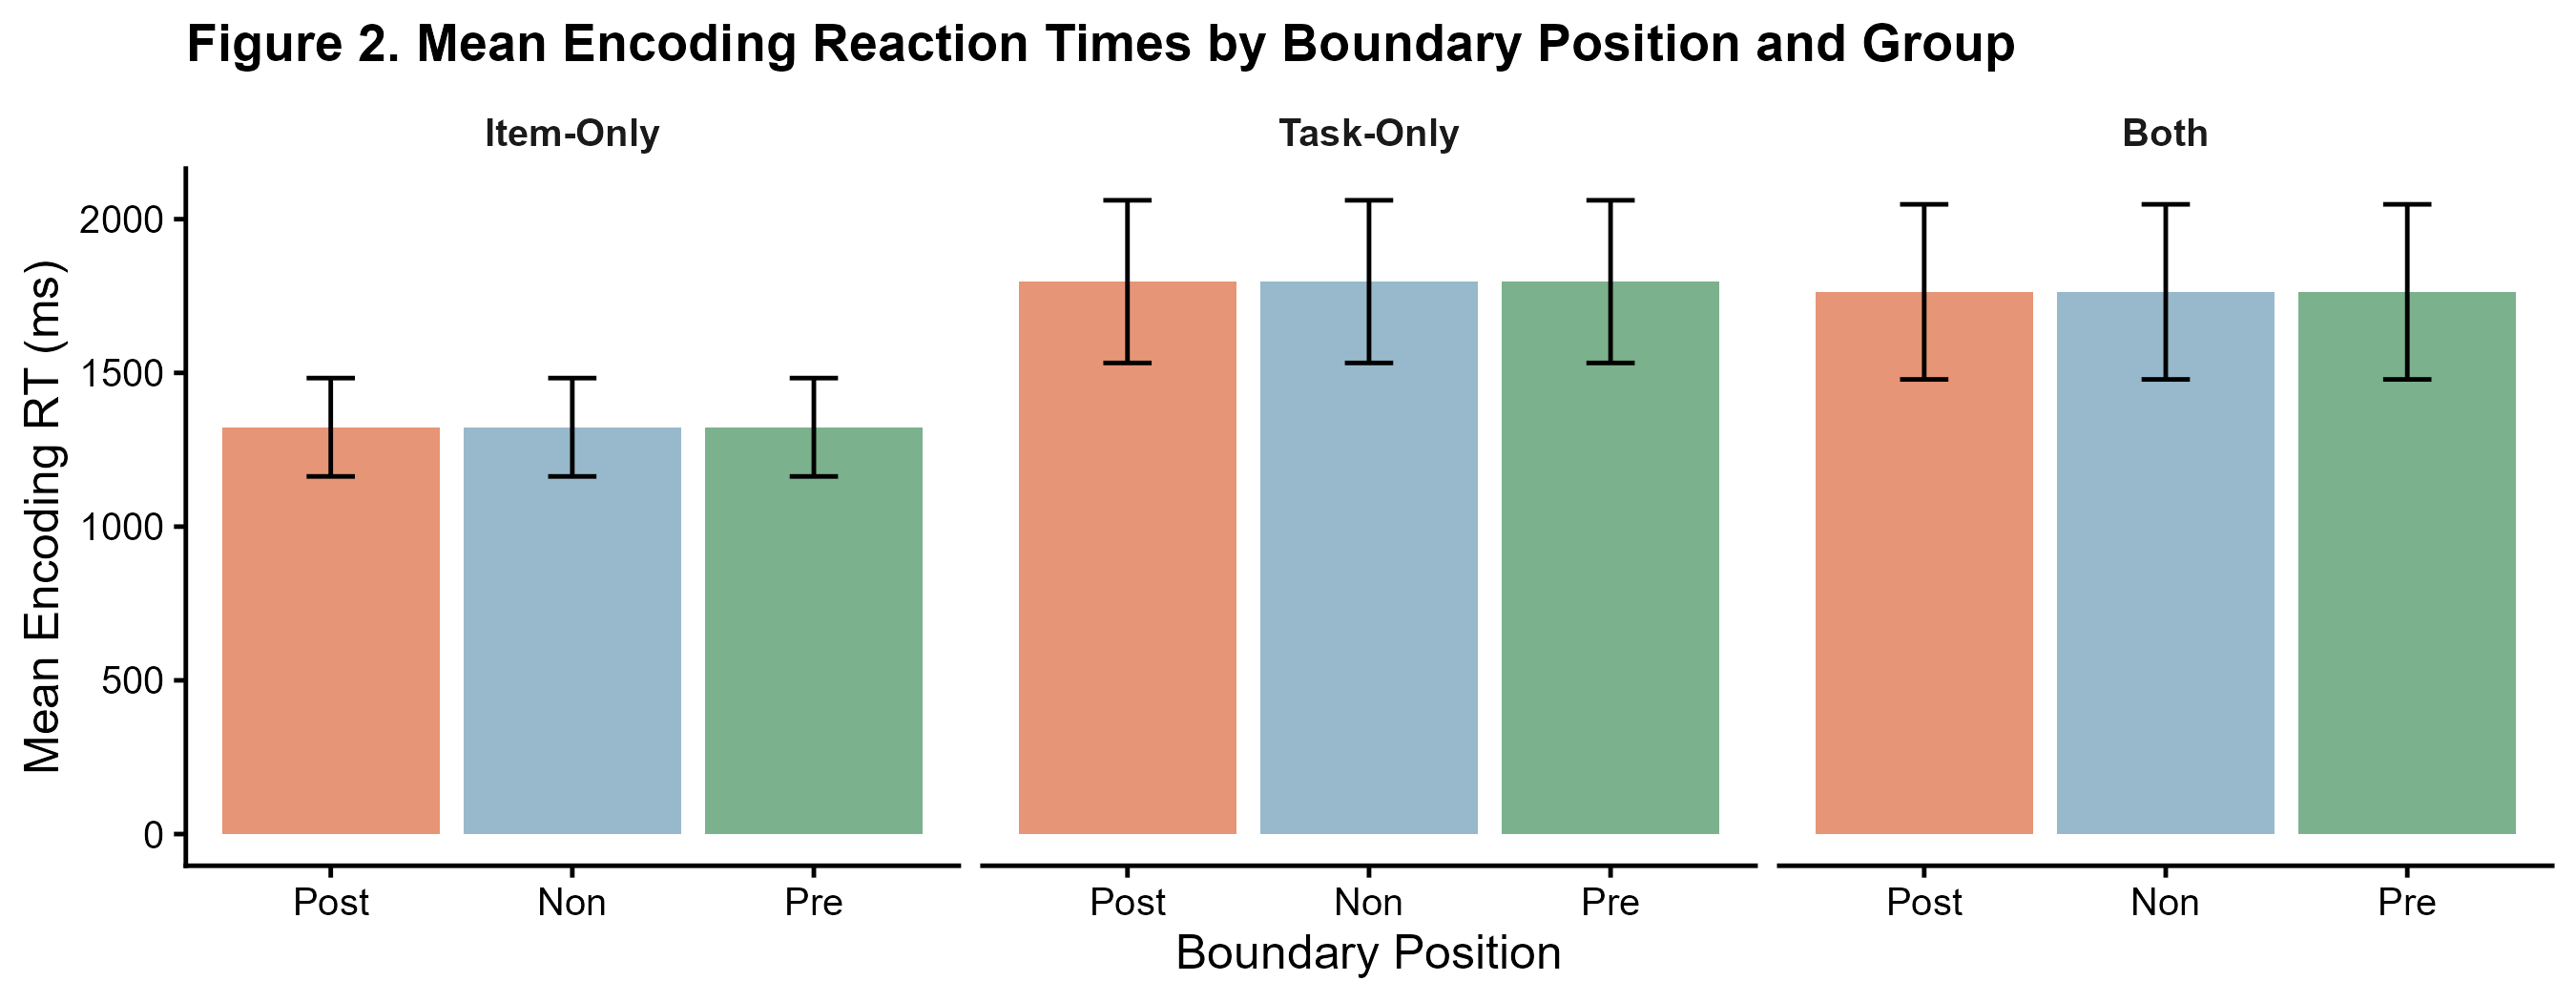 Figure 2. Mean Encoding Reaction Times by Boundary Position and Group
Item-Only
Task-Only
Both
Mean Encoding RT (ms)
2000
1500
1000
500
0
Post
Non
Pre
Post
Non
Pre
Post
Non
Pre
Boundary Position